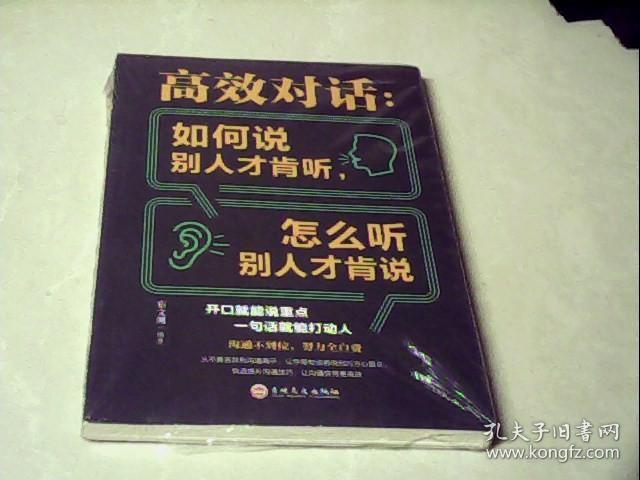 高效对话：
如何说
别人才肯听，
怎么听
别人才肯说
开口就能说重点
一句话就能打动人
沟通不到位，努力全白费
孔夫子旧书网
www.kongfz.com